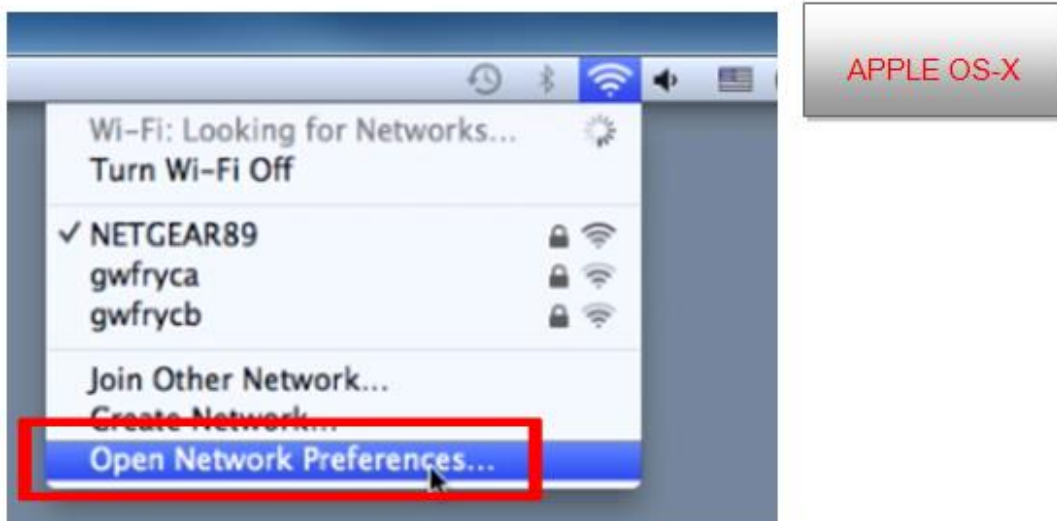 APPLE OS-X
Wi-Fi: Looking for Networks...
Turn Wi-Fi Off
NETGEAR89
gwfryca
gwfrycb
Join Other Network...
Create Network...
Open Network Preferences...